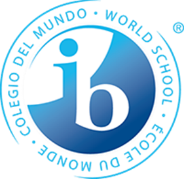 COLEGIO DEL MUNDO · WORLD SCHOOL · ÉCOLE DU MONDE ·
ib
®